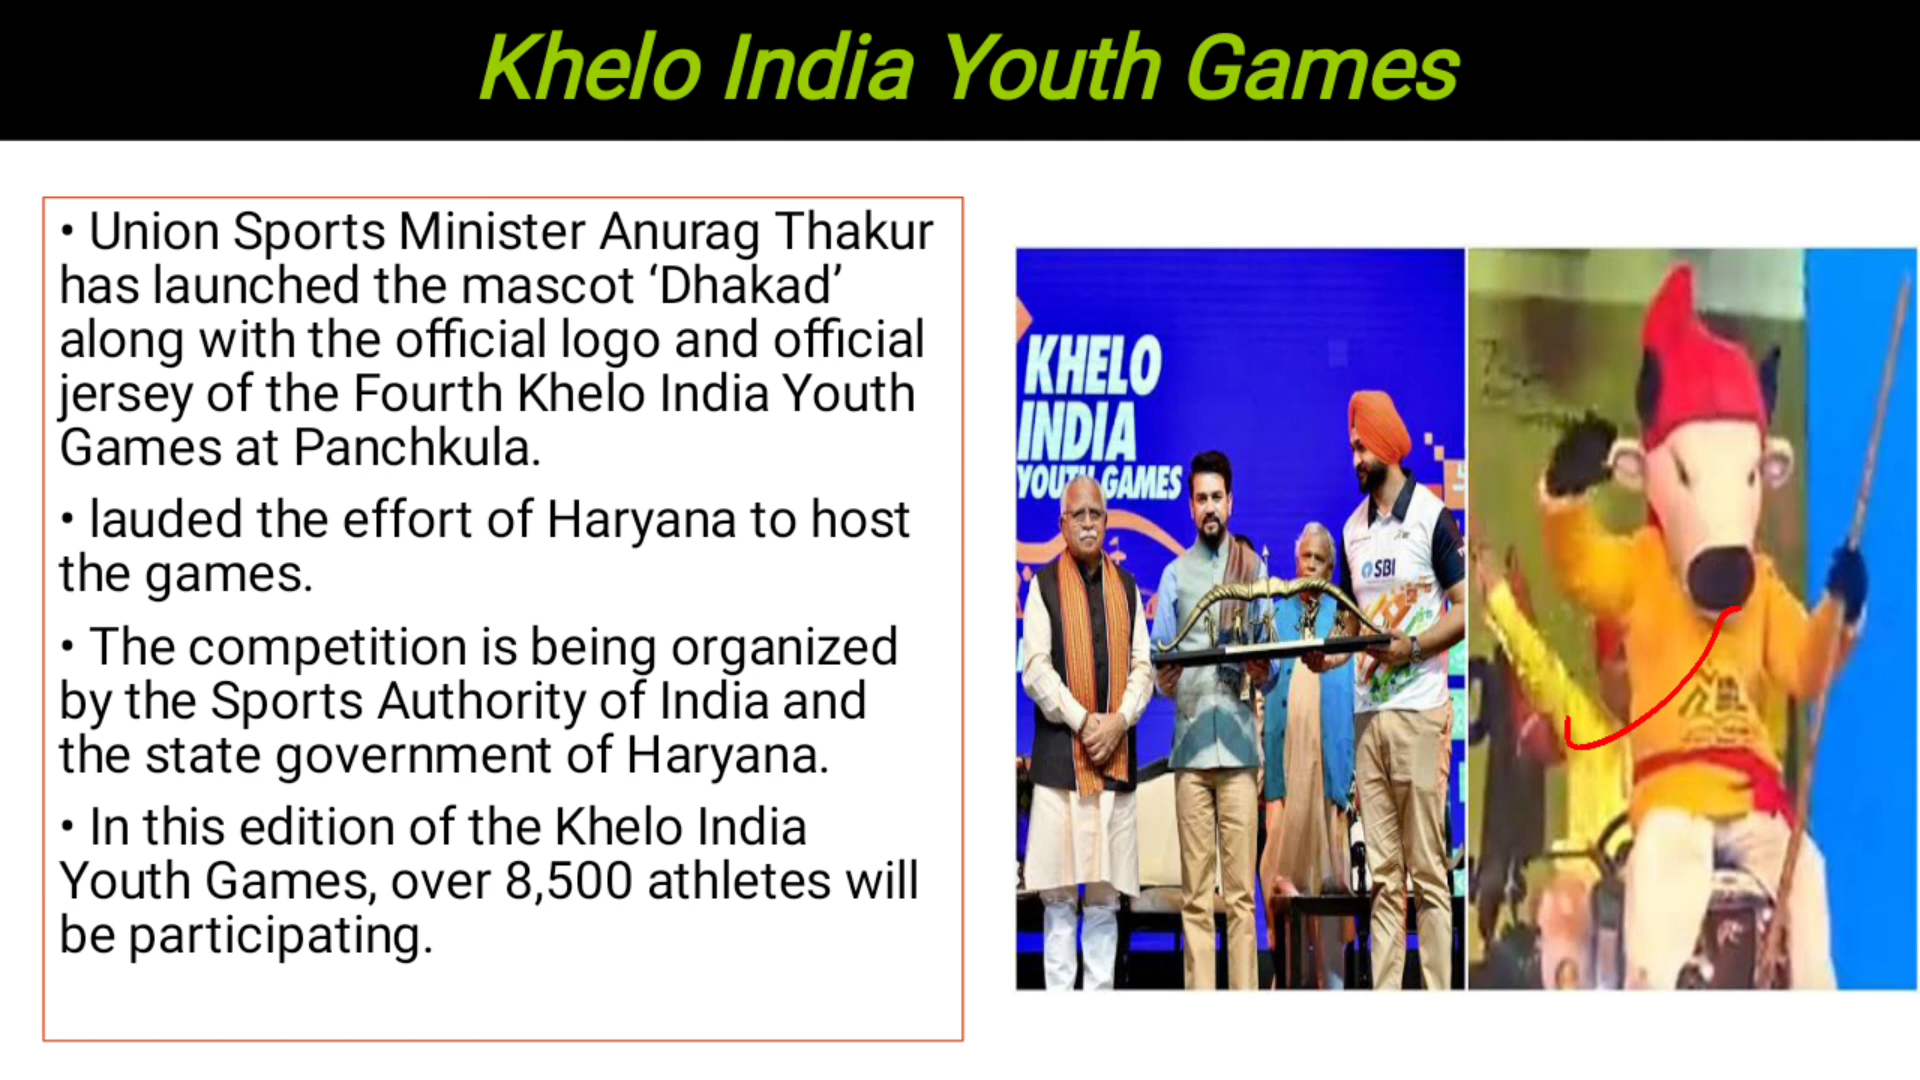 Khelo India Youth Games
• Union Sports Minister Anurag Thakur
has launched the mascot ‘Dhakad’
along with the official logo and official
jersey of the Fourth Khelo India Youth
Games at Panchkula.
• lauded the effort of Haryana to host
the games.
• The competition is being organized
by the Sports Authority of India and
the state government of Haryana.
• In this edition of the Khelo India
Youth Games, over 8,500 athletes will
be participating.
KHELO
INDIA
YOUTH GAMES
SBI